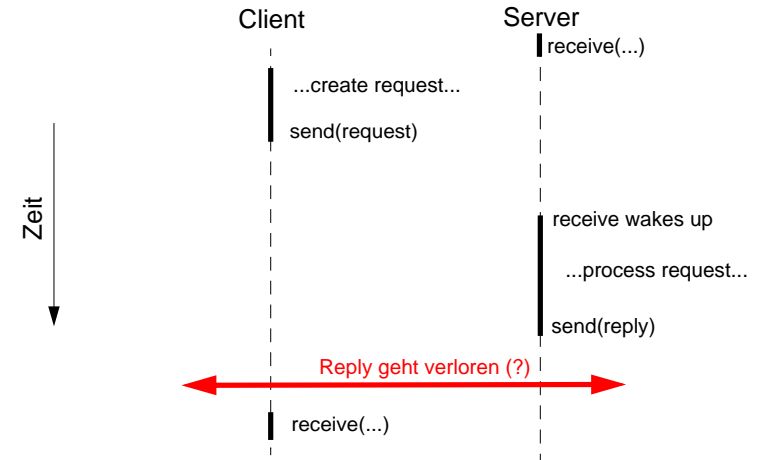 Client
Server
receive(...)
...create request...
send(request)
Zeit
receive wakes up
...process request...
send(reply)
Reply geht verloren (?)
receive(...)